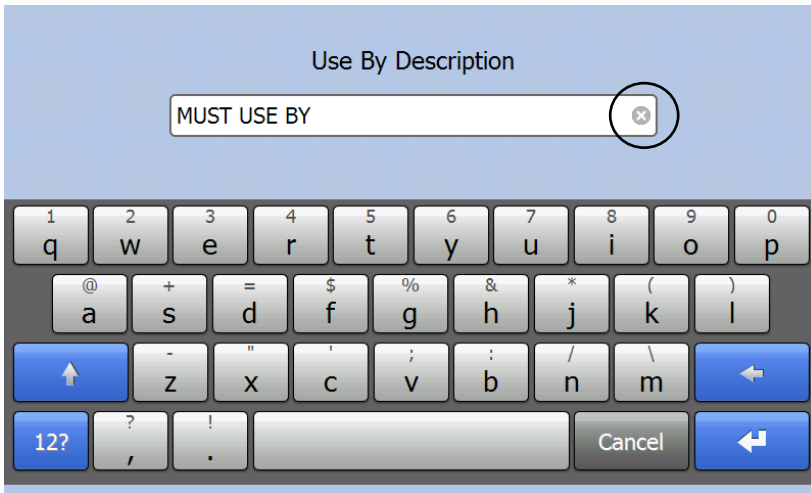 Use By Description
MUST USE BY
1 2 3 4 5 6 7 8 9 0
q w e r t y u i o p
@ + = $ % & * ( )
a s d f g h j k l
- " ' ; : / \
z x c v b n m
? !
12? , . Cancel